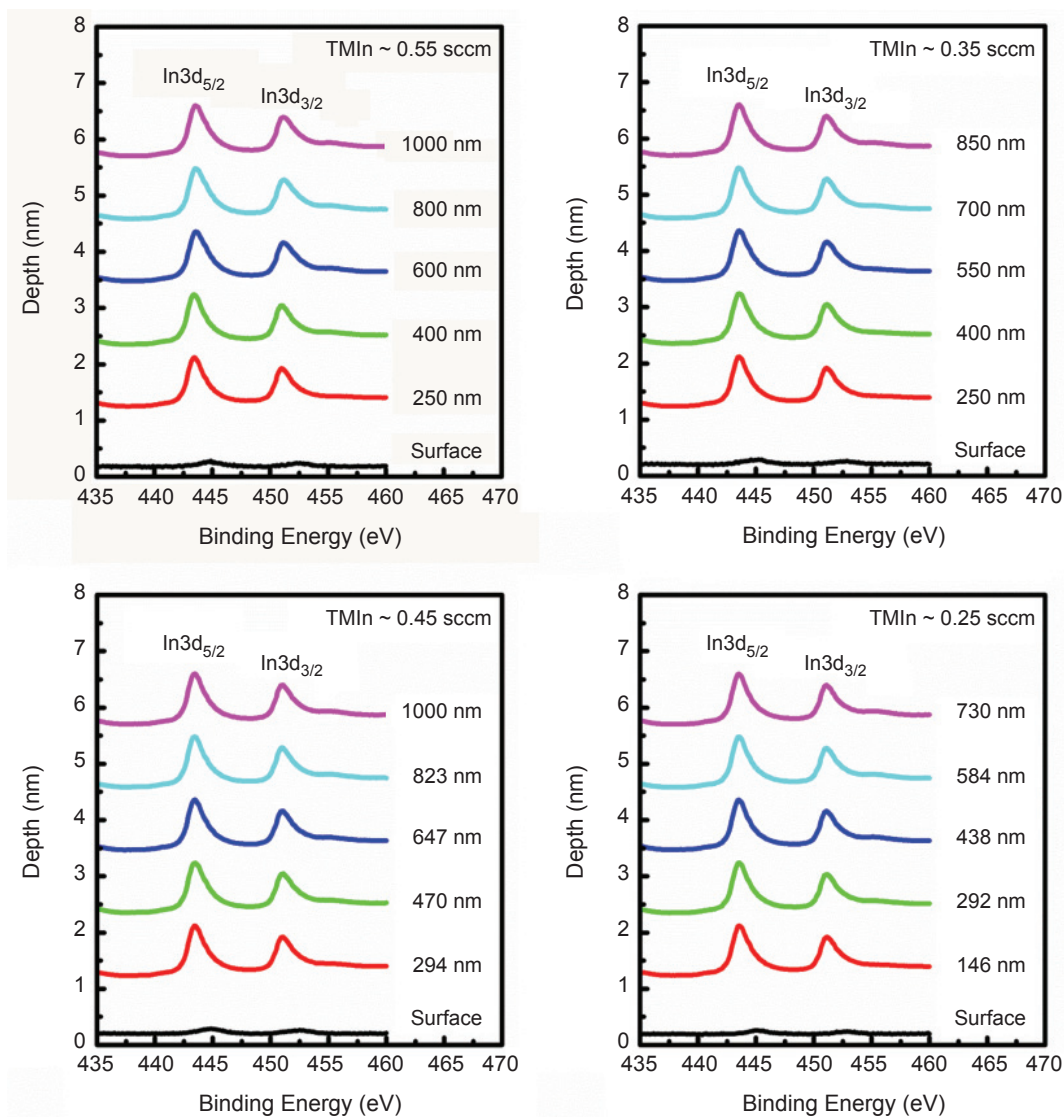 8
7
6
5
4
3
2
1
0
Depth (nm)
TMIn ~ 0.55 sccm
In3d5/2
In3d3/2
1000 nm
800 nm
600 nm
400 nm
250 nm
Surface
435 440 445 450 455 460 465 470
Binding Energy (eV)
8
7
6
5
4
3
2
1
0
Depth (nm)
TMIn ~ 0.35 sccm
In3d5/2
In3d3/2
850 nm
700 nm
550 nm
400 nm
250 nm
Surface
435 440 445 450 455 460 465 470
Binding Energy (eV)
8
7
6
5
4
3
2
1
0
Depth (nm)
TMIn ~ 0.45 sccm
In3d5/2
In3d3/2
1000 nm
823 nm
647 nm
470 nm
294 nm
Surface
435 440 445 450 455 460 465 470
Binding Energy (eV)
8
7
6
5
4
3
2
1
0
Depth (nm)
TMIn ~ 0.25 sccm
In3d5/2
In3d3/2
730 nm
584 nm
438 nm
292 nm
146 nm
Surface
435 440 445 450 455 460 465 470
Binding Energy (eV)